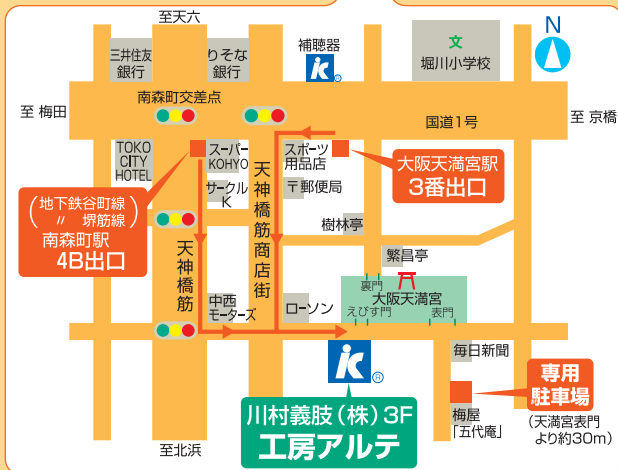 至天六
N
三井住友
銀行
りそな
銀行
補聴器
iK®
文
堀川小学校
南森町交差点
至 梅田
国道1号
至 京橋
TOKO
CITY
HOTEL
スーパー
KOHYO
スポーツ
用品店
大阪天満宮駅
3番出口
サークル
K
〒郵便局
(地下鉄谷町線
〃 堺筋線)
南森町駅
4B出口
天神橋筋
天神橋筋商店街
樹林亭
繁昌亭
裏門
大阪天満宮
えびす門
表門
中西
モーターズ
ローソン
iK®
毎日新聞
専用
駐車場
(天満宮表門
より約30m)
梅屋
「五代庵」
川村義肢(株)3F
工房アルテ
至北浜